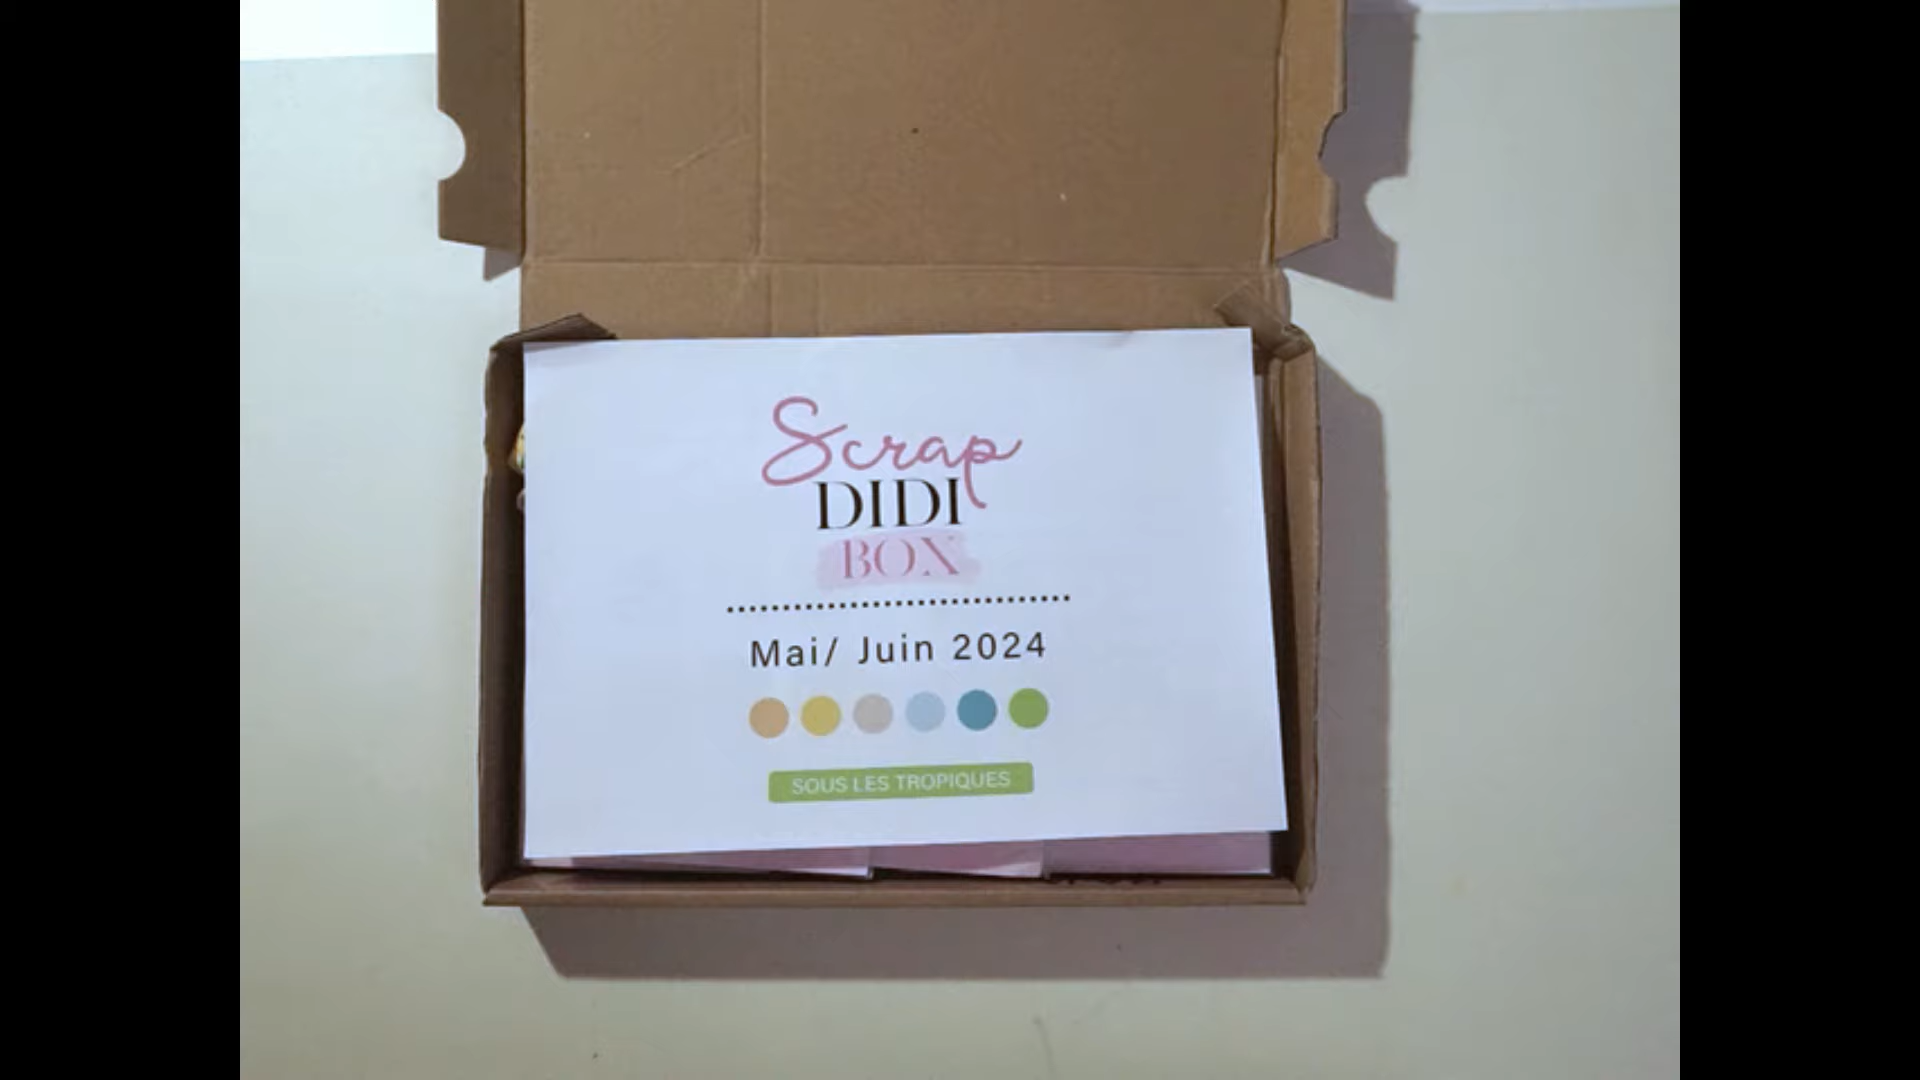 Scrap
DIDI
BOX
Mai/ Juin 2024
SOUS LES TROPIQUES